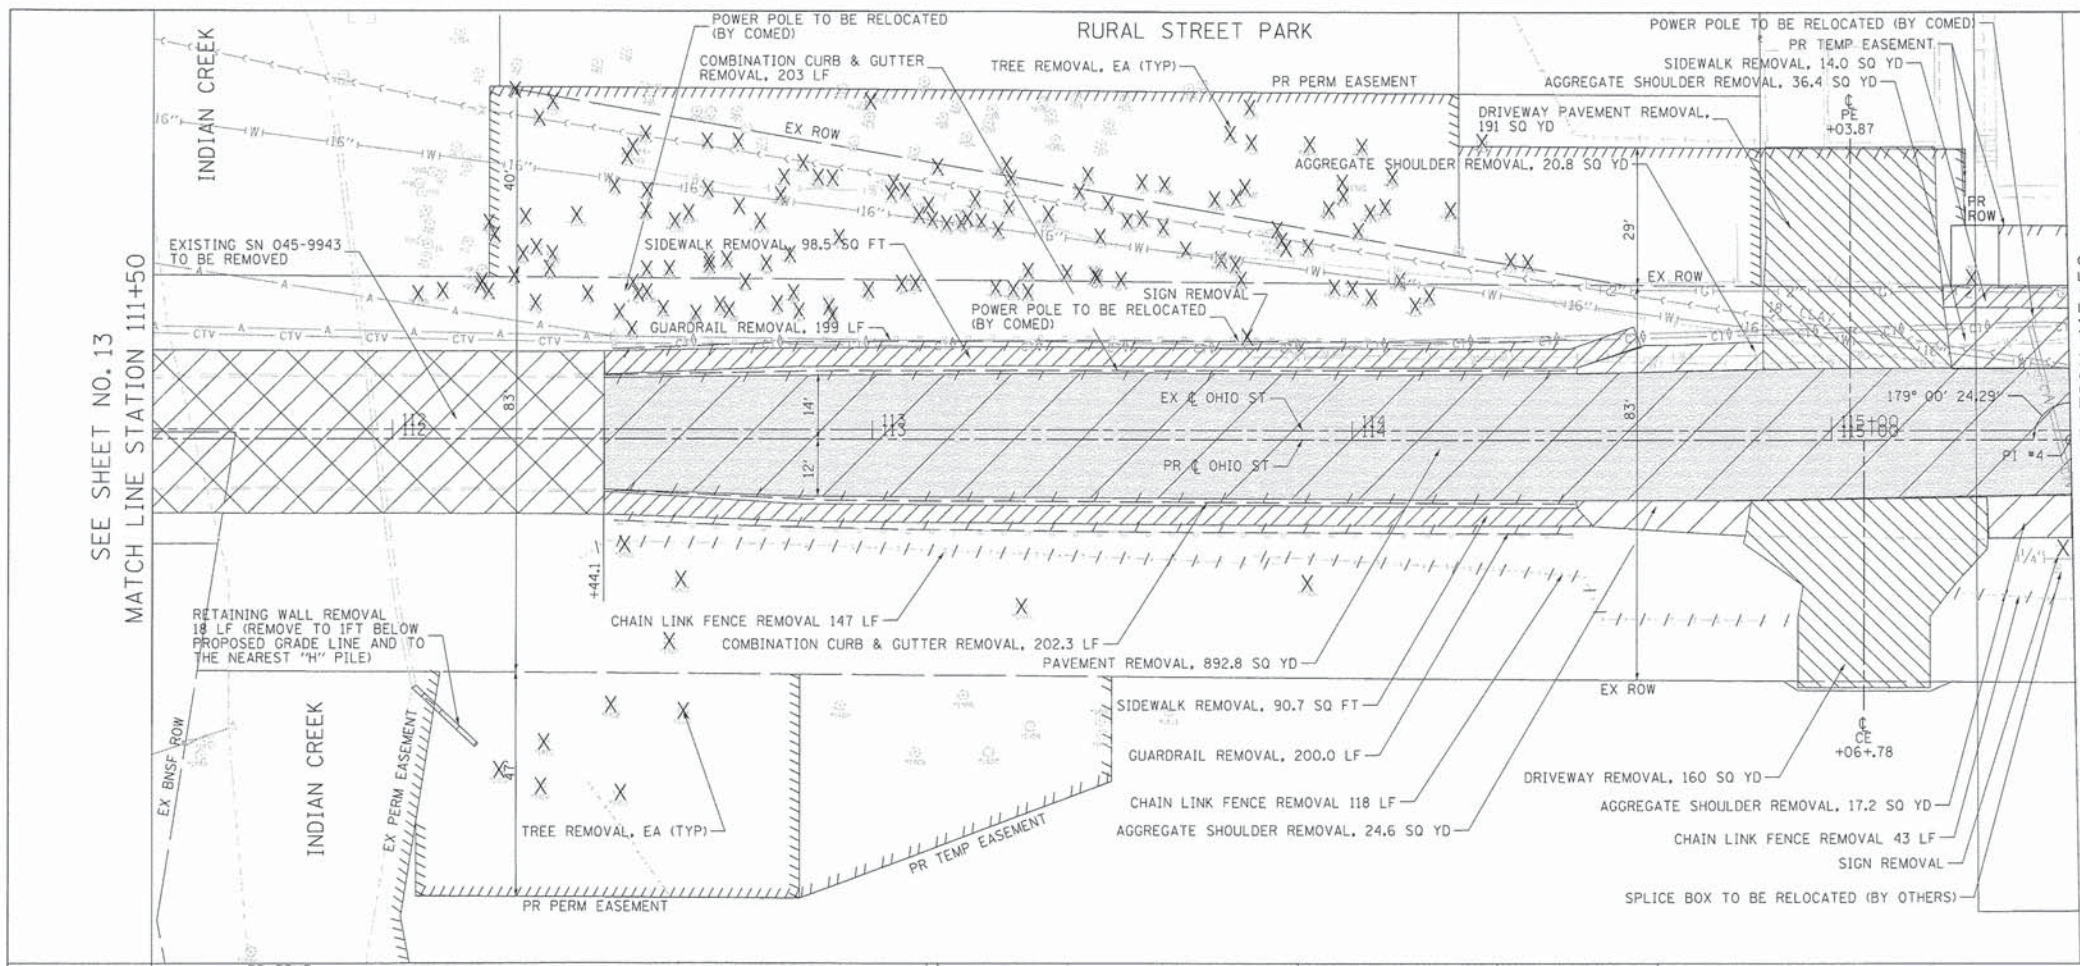 RURAL STREET PARK
POWER POLE TO BE RELOCATED
(BY COMED)
COMBINATION CURB & GUTTER
REMOVAL, 203 LF
TREE REMOVAL, EA (TYP)
PR PERM EASEMENT
POWER POLE TO BE RELOCATED (BY COMED)
PR TEMP EASEMENT
SIDEWALK REMOVAL, 14.0 SQ YD
AGGREGATE SHOULDER REMOVAL, 36.4 SQ YD
DRIVEWAY PAVEMENT REMOVAL,
191 SQ YD
℄
PE
+03.87
AGGREGATE SHOULDER REMOVAL, 20.8 SQ YD
INDIAN CREEK
EX ROW
40'
29'
PR
ROW
EXISTING SN 045-9943
TO BE REMOVED
SIDEWALK REMOVAL, 98.5 SQ FT
SIGN REMOVAL
POWER POLE TO BE RELOCATED
(BY COMED)
EX ROW
GUARDRAIL REMOVAL, 199 LF
SEE SHEET NO. 13
MATCH LINE STATION 111+50
83'
14'
12'
EX ℄ OHIO ST
PR ℄ OHIO ST
112
112
113
113
114
114
115+00
115+00
83'
179° 00' 24.29"
PI #4
+44.1
RETAINING WALL REMOVAL
18 LF (REMOVE TO 1FT BELOW
PROPOSED GRADE LINE AND TO
THE NEAREST "H" PILE)
CHAIN LINK FENCE REMOVAL 147 LF
COMBINATION CURB & GUTTER REMOVAL, 202.3 LF
PAVEMENT REMOVAL, 892.8 SQ YD
EX ROW
SIDEWALK REMOVAL, 90.7 SQ FT
GUARDRAIL REMOVAL, 200.0 LF
CHAIN LINK FENCE REMOVAL 118 LF
AGGREGATE SHOULDER REMOVAL, 24.6 SQ YD
℄
CE
+06+.78
DRIVEWAY REMOVAL, 160 SQ YD
AGGREGATE SHOULDER REMOVAL, 17.2 SQ YD
CHAIN LINK FENCE REMOVAL 43 LF
SIGN REMOVAL
SPLICE BOX TO BE RELOCATED (BY OTHERS)
EX BNSF ROW
INDIAN CREEK
EX PERM EASEMENT
47'
TREE REMOVAL, EA (TYP)
PR PERM EASEMENT
PR TEMP EASEMENT